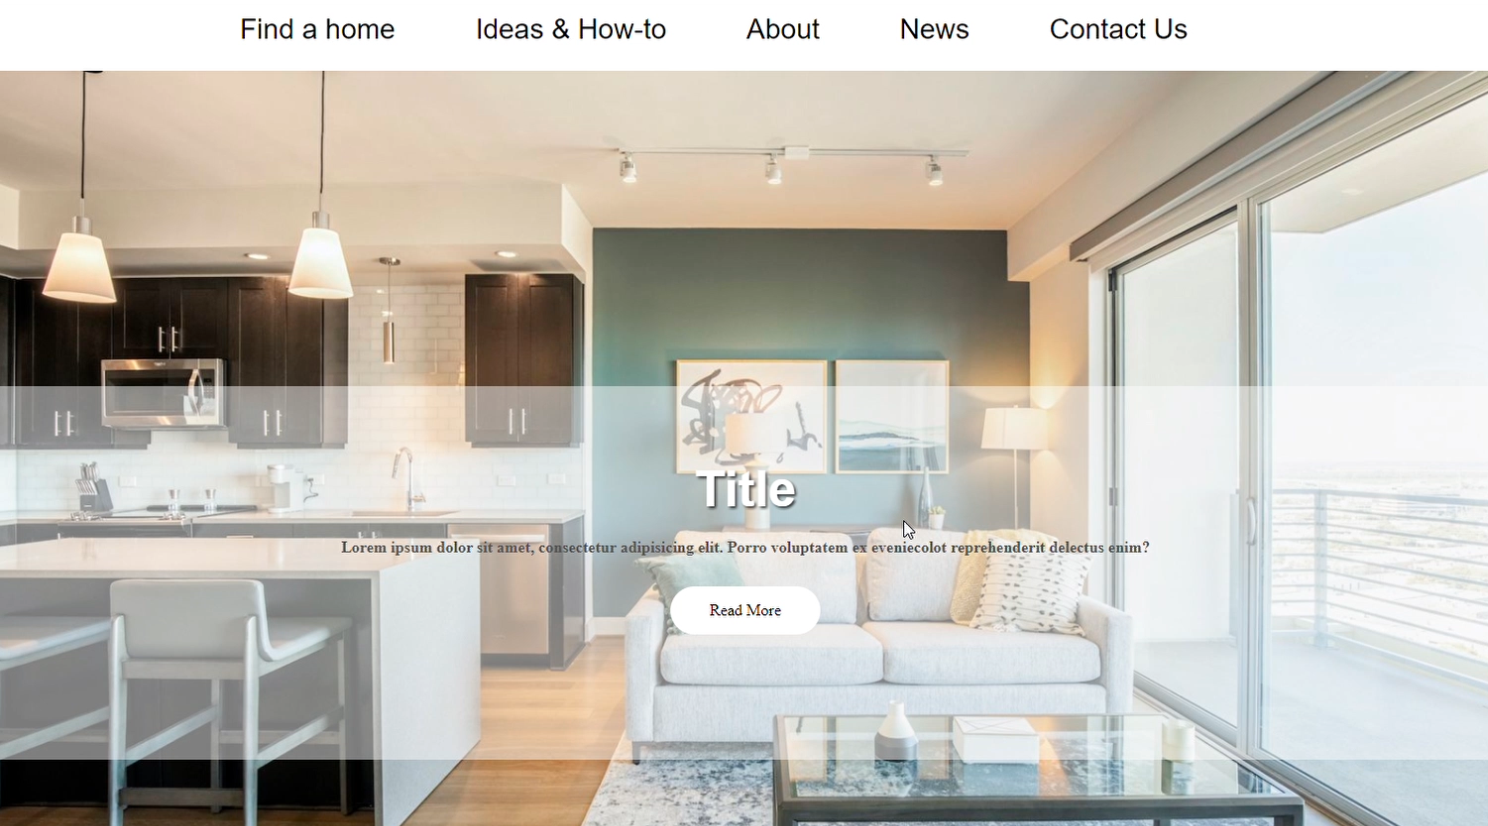 Find a home Ideas & How-to About News Contact Us
Title
Lorem ipsum dolor sit amet, consectetur adipisicing elit. Porro voluptatem ex eveniecolot reprehenderit delectus enim?
Read More